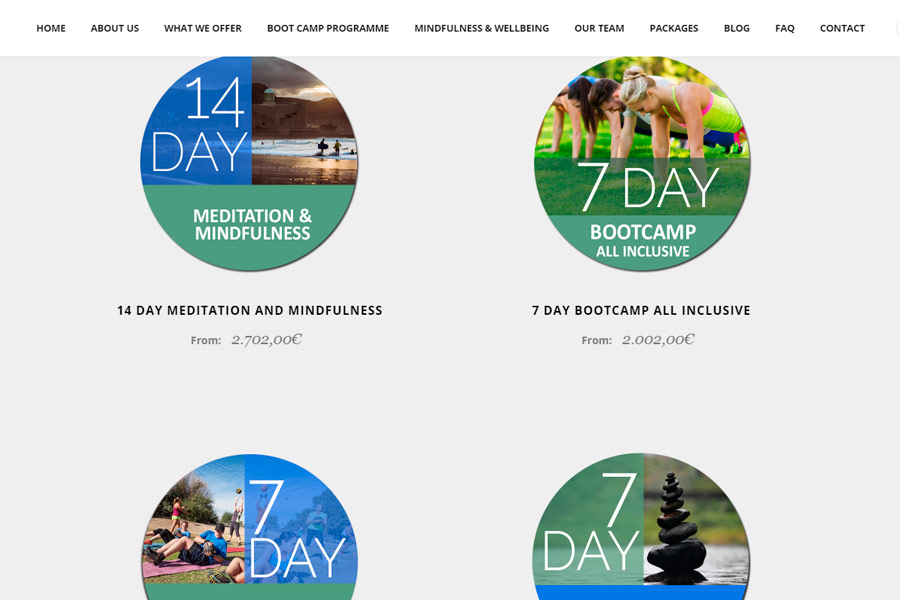 HOME ABOUT US WHAT WE OFFER BOOT CAMP PROGRAMME MINDFULNESS & WELLBEING OUR TEAM PACKAGES BLOG FAQ CONTACT
14
DAY
MEDITATION &
MINDFULNESS
7 DAY
BOOTCAMP
ALL INCLUSIVE
14 DAY MEDITATION AND MINDFULNESS
From: 2.702,00€
7 DAY BOOTCAMP ALL INCLUSIVE
From: 2.002,00€
7
DAY
7
DAY